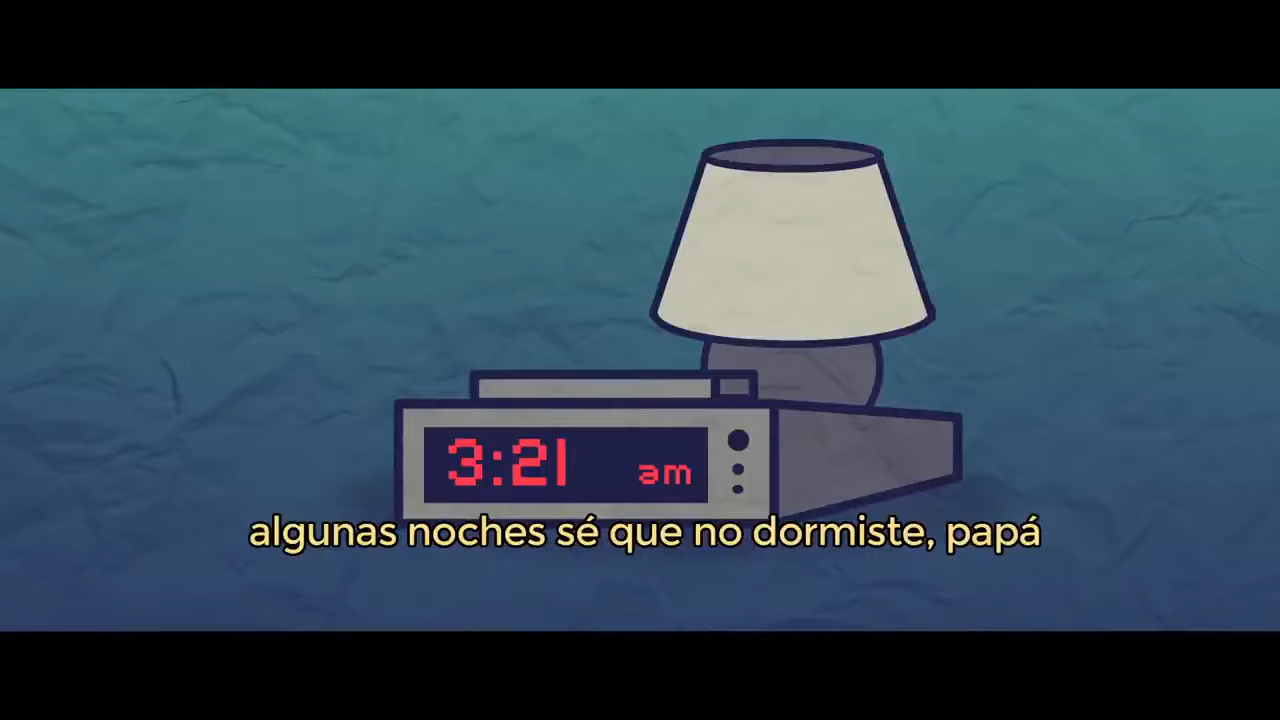 3:21 am
algunas noches sé que no dormiste, papá